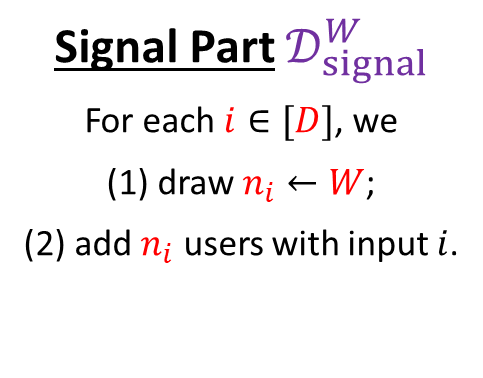 Signal Part 𝒟^W_signal
For each i ∈ [D], we
(1) draw n_i ← W;
(2) add n_i users with input i.